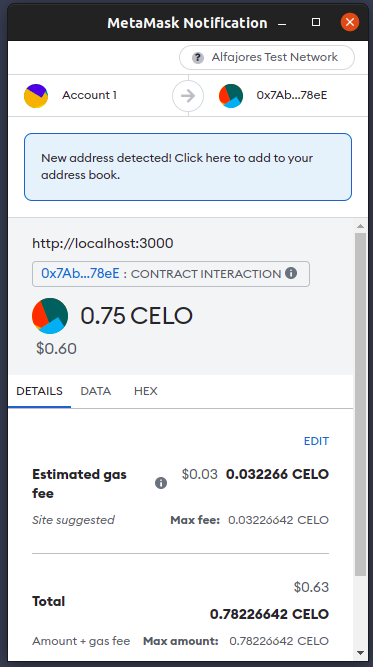 MetaMask Notification
Alfajores Test Network
Account 1
0x7Ab...78eE
New address detected! Click here to add to your
address book.
http://localhost:3000
0x7Ab...78eE : CONTRACT INTERACTION
0.75 CELO
$0.60
DETAILS DATA HEX
EDIT
Estimated gas
fee
$0.03 0.032266 CELO
Site suggested Max fee: 0.03226642 CELO
$0.63
Total
0.78226642 CELO
Amount + gas fee Max amount: 0.78226642 CELO